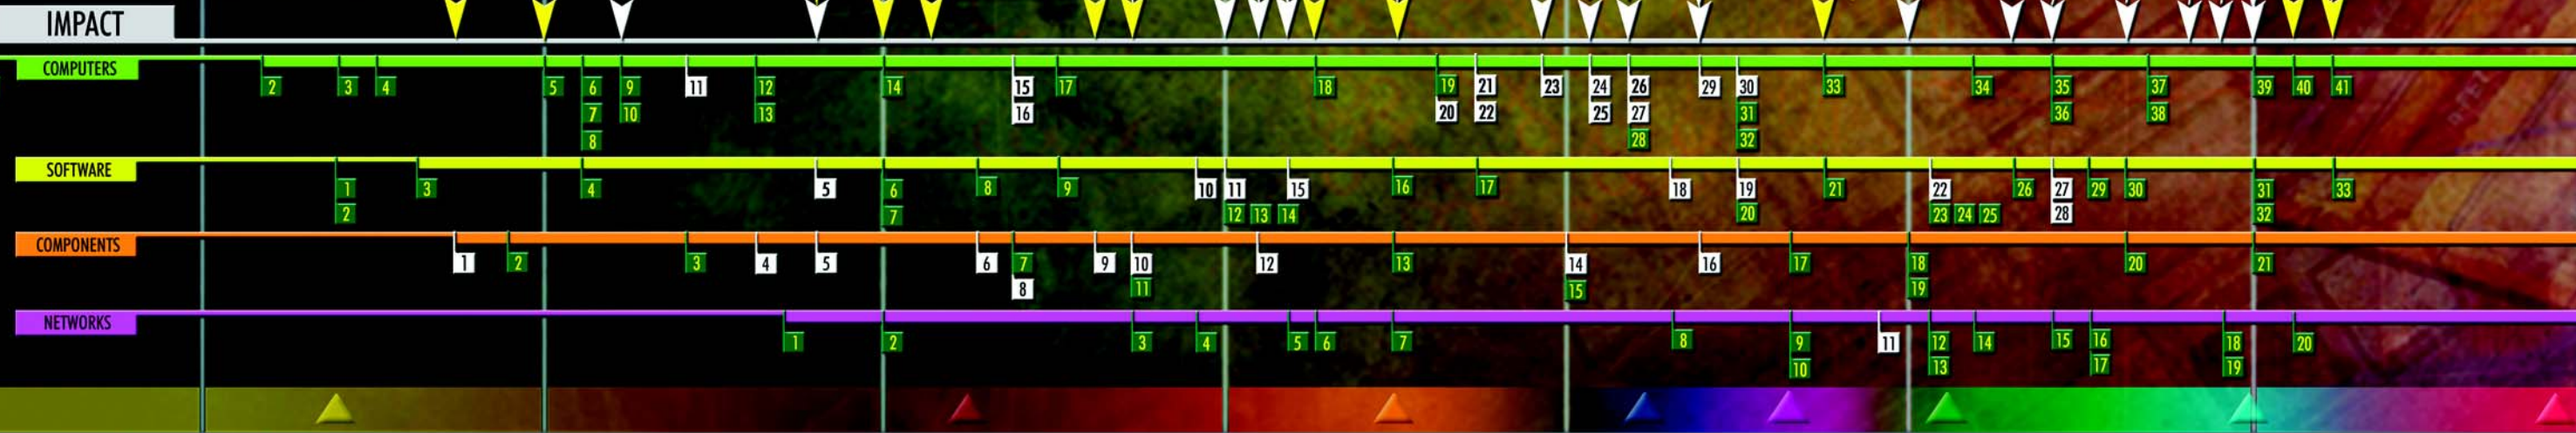 IMPACT
COMPUTERS
2 3 4 5 6 9 11 12 14 15 17 18 19 21 23 24 26 29 30 33 34 35 37 39 40 41
7 10 13 16 20 22 25 27 31 36 38
8 28 32
SOFTWARE
1 3 4 5 6 8 9 10 11 15 16 17 18 19 21 22 26 27 29 30 31 33
2 7 12 13 14 20 23 24 25 28 32
COMPONENTS
1 2 3 4 5 6 7 9 10 12 13 14 16 17 18 20 21
8 11 15 19
NETWORKS
1 2 3 4 5 6 7 8 9 11 12 14 15 16 18 20
10 13 17 19